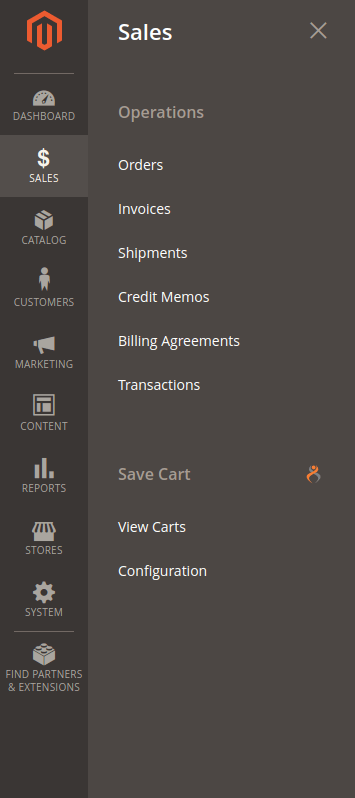 DASHBOARD
SALES
CATALOG
CUSTOMERS
MARKETING
CONTENT
REPORTS
STORES
SYSTEM
FIND PARTNERS
& EXTENSIONS
Sales
Operations
Orders
Invoices
Shipments
Credit Memos
Billing Agreements
Transactions
Save Cart
View Carts
Configuration